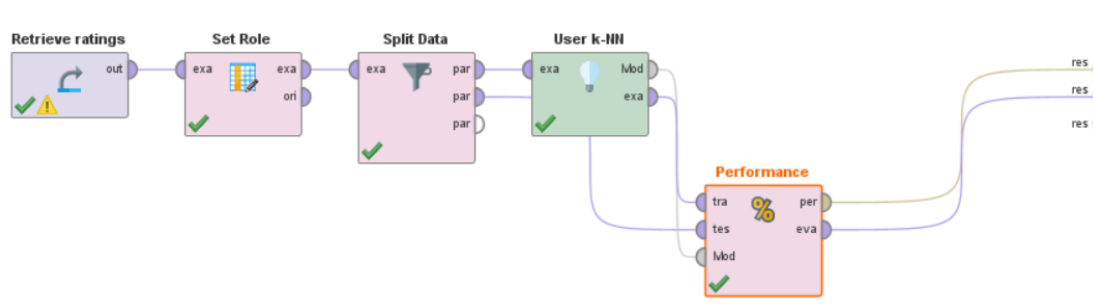 Retrieve ratings
out
Set Role
exa exa
ori
Split Data
exa par
par
par
User k-NN
exa Mod
exa
Performance
tra per
tes eva
Mod
%
res
res
res